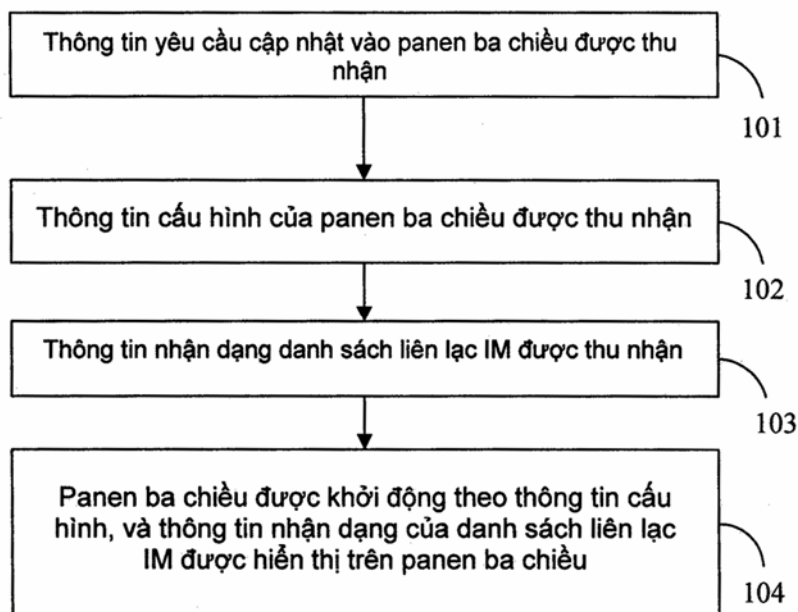 Thông tin yêu cầu cập nhật vào panen ba chiều được thu
nhận
101
Thông tin cấu hình của panen ba chiều được thu nhận
102
Thông tin nhận dạng danh sách liên lạc IM được thu nhận
103
Panen ba chiều được khởi động theo thông tin cấu
hình, và thông tin nhận dạng của danh sách liên lạc
IM được hiển thị trên panen ba chiều
104